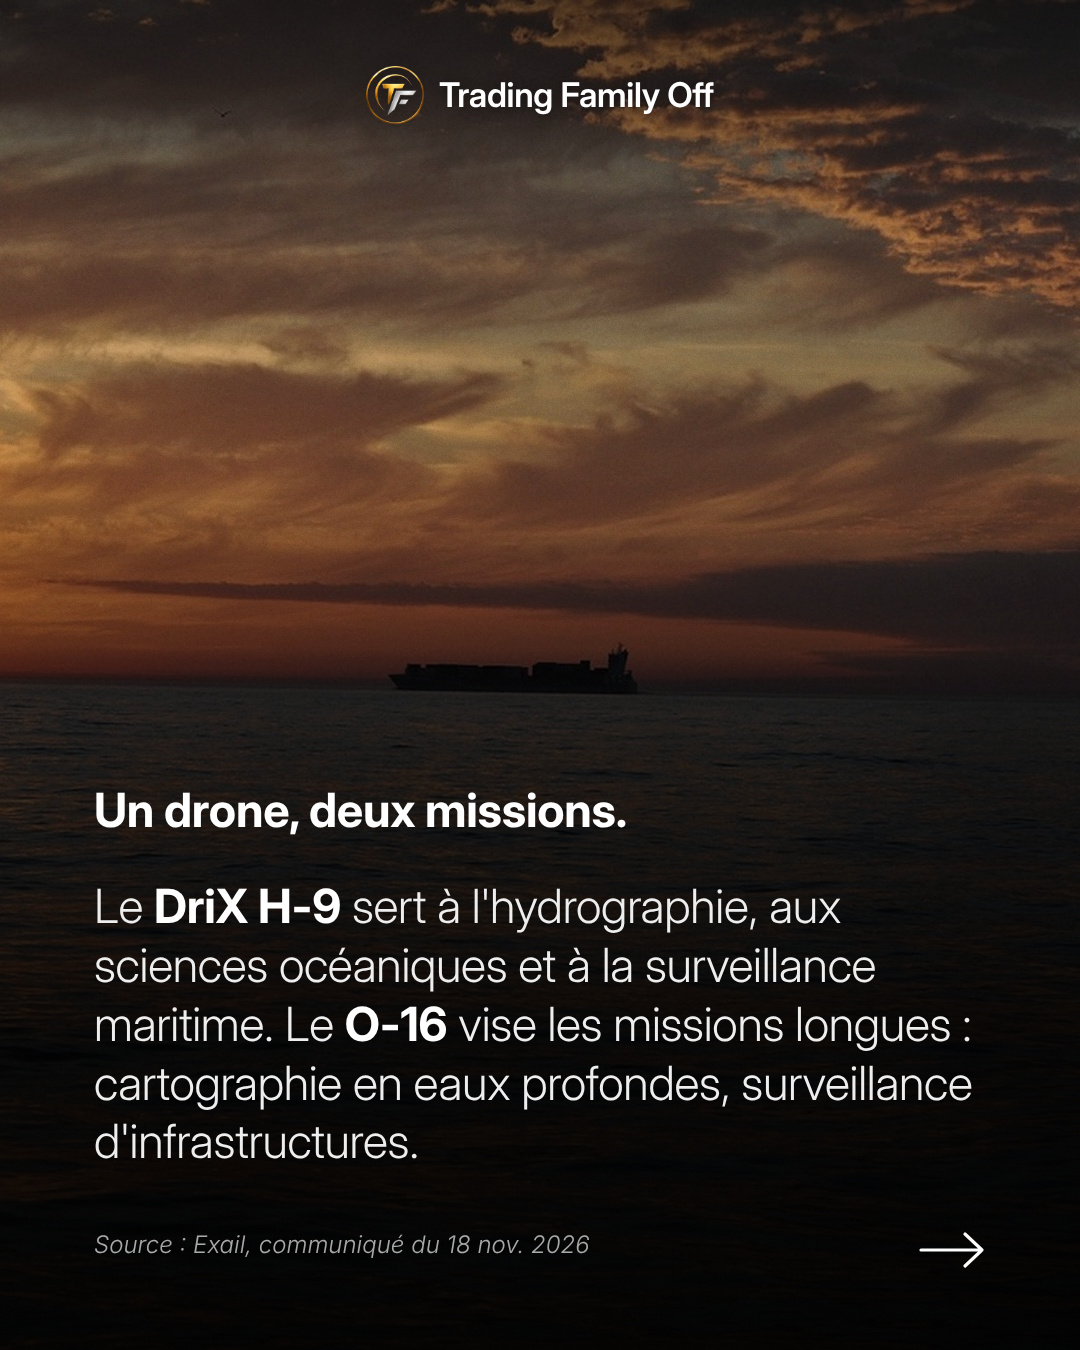 TF Trading Family Off
Un drone, deux missions.
Le DriX H-9 sert à l'hydrographie, aux
sciences océaniques et à la surveillance
maritime. Le O-16 vise les missions longues :
cartographie en eaux profondes, surveillance
d'infrastructures.
Source : Exail, communiqué du 18 nov. 2026